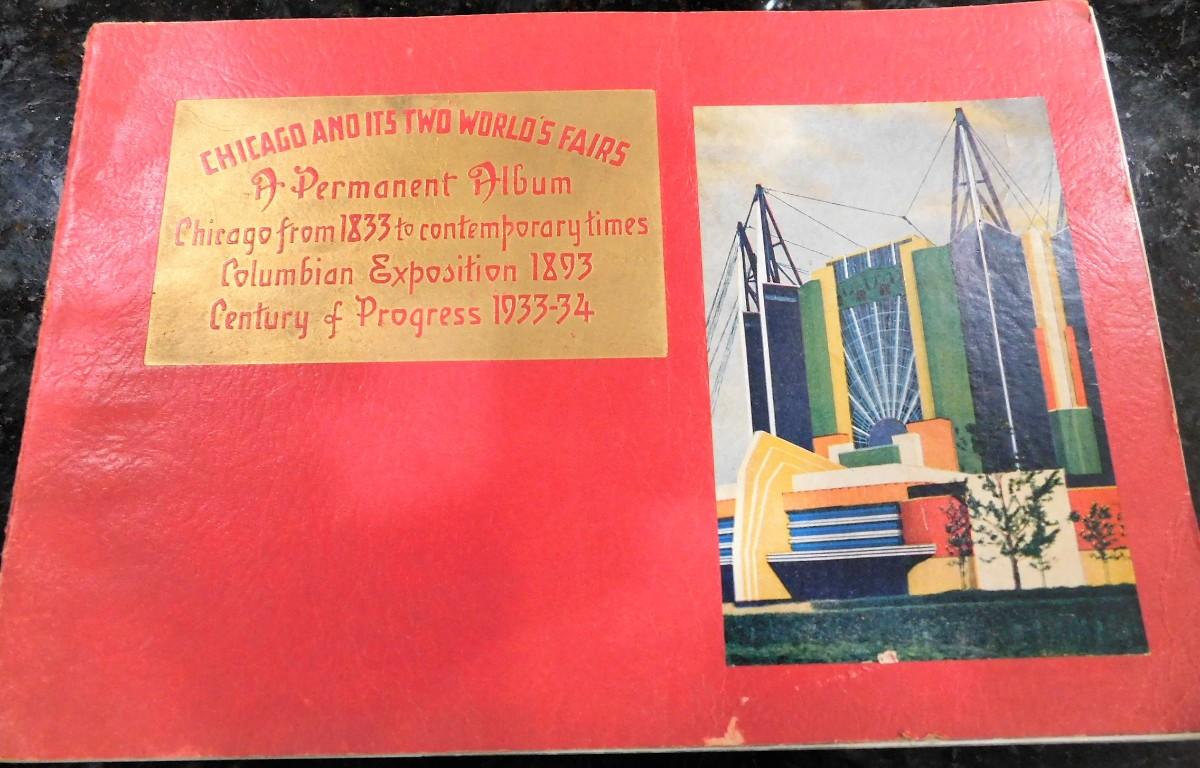 CHICAGO AND ITS TWO WORLD'S FAIRS
A Permanent Album
Chicago from 1833 to contemporary times
Columbian Exposition 1893
Century of Progress 1933-34